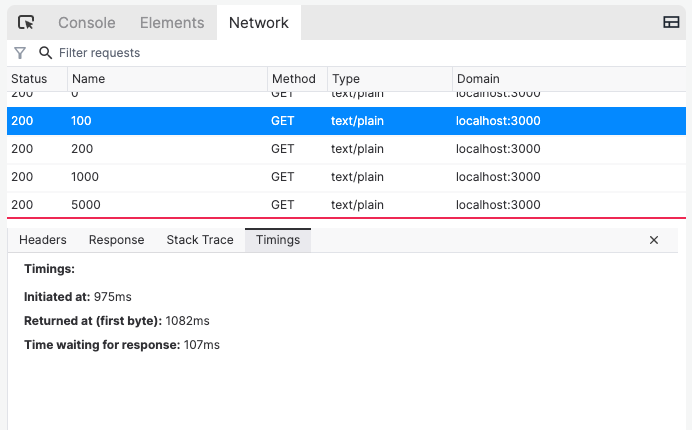 Console Elements Network
Filter requests
Status Name Method Type Domain
200 0 GET text/plain localhost:3000
200 100 GET text/plain localhost:3000
200 200 GET text/plain localhost:3000
200 1000 GET text/plain localhost:3000
200 5000 GET text/plain localhost:3000
Headers Response Stack Trace Timings
Timings:
Initiated at: 975ms
Returned at (first byte): 1082ms
Time waiting for response: 107ms